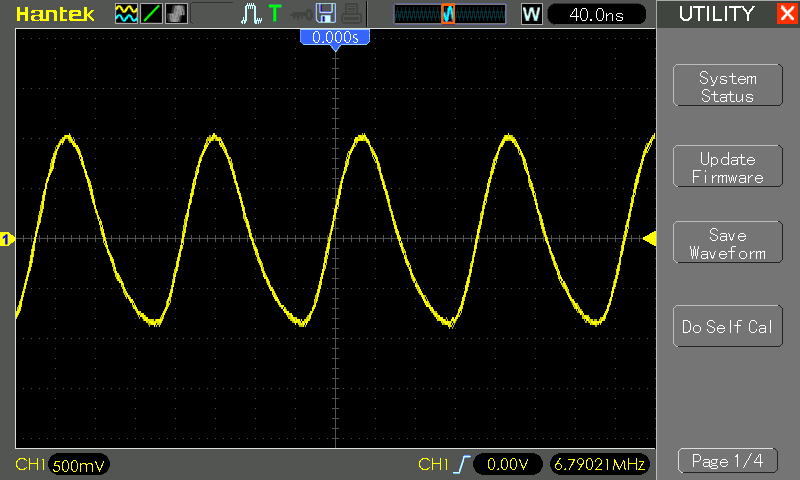 Hantek
T
W
40.0ns
UTILITY
0.000s
System
Status
Update
Firmware
Save
Waveform
Do Self Cal
1
CH1 500mV
CH1 0.00V 6.79021MHz
Page 1/4